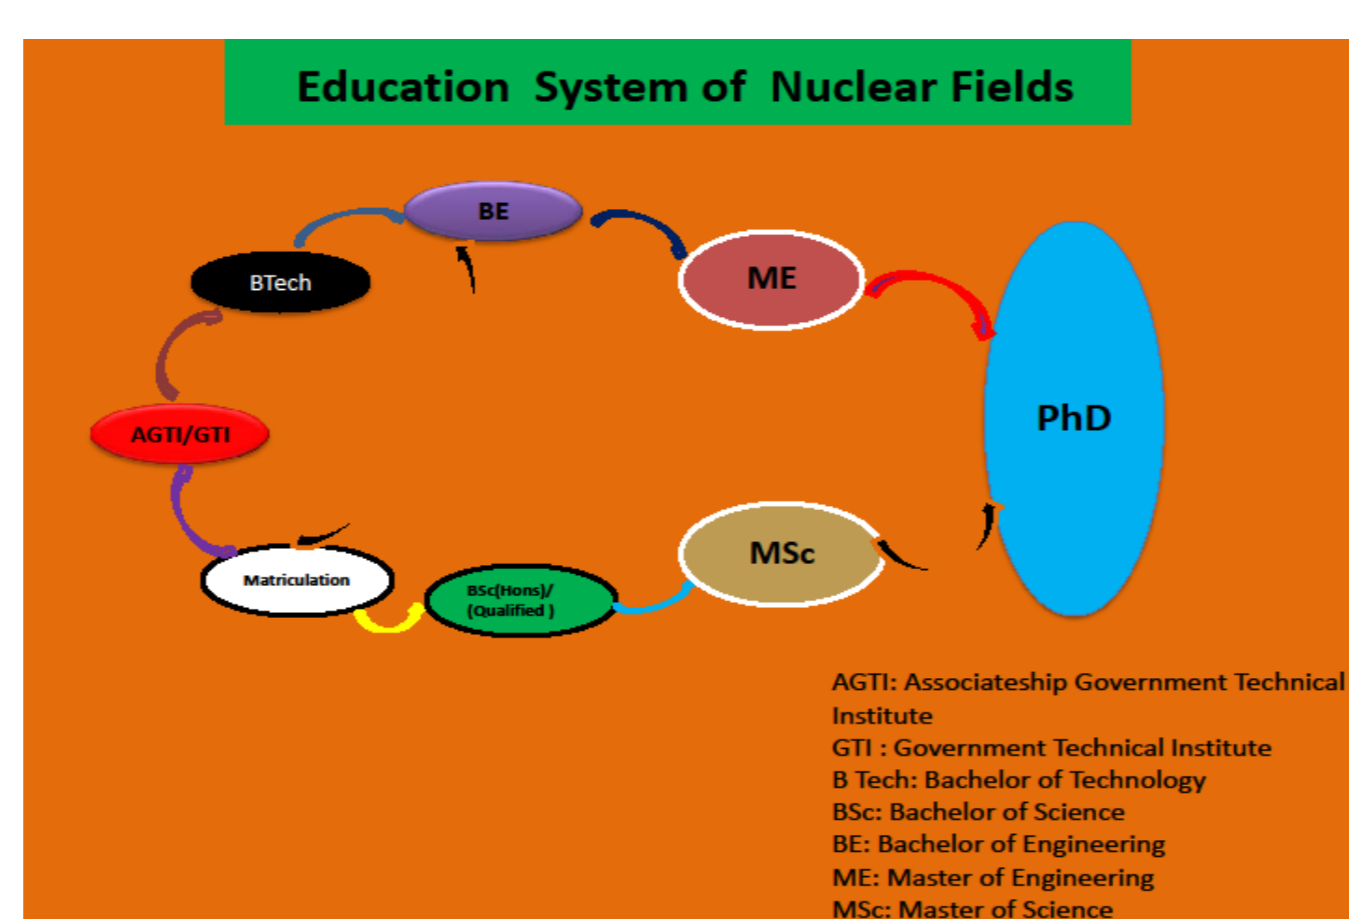 Education System of Nuclear Fields
BE
BTech
ME
PhD
AGTI/GTI
MSc
Matriculation
BSc(Hons)/
(Qualified )
AGTI: Associateship Government Technical
Institute
GTI : Government Technical Institute
B Tech: Bachelor of Technology
BSc: Bachelor of Science
BE: Bachelor of Engineering
ME: Master of Engineering
MSc: Master of Science